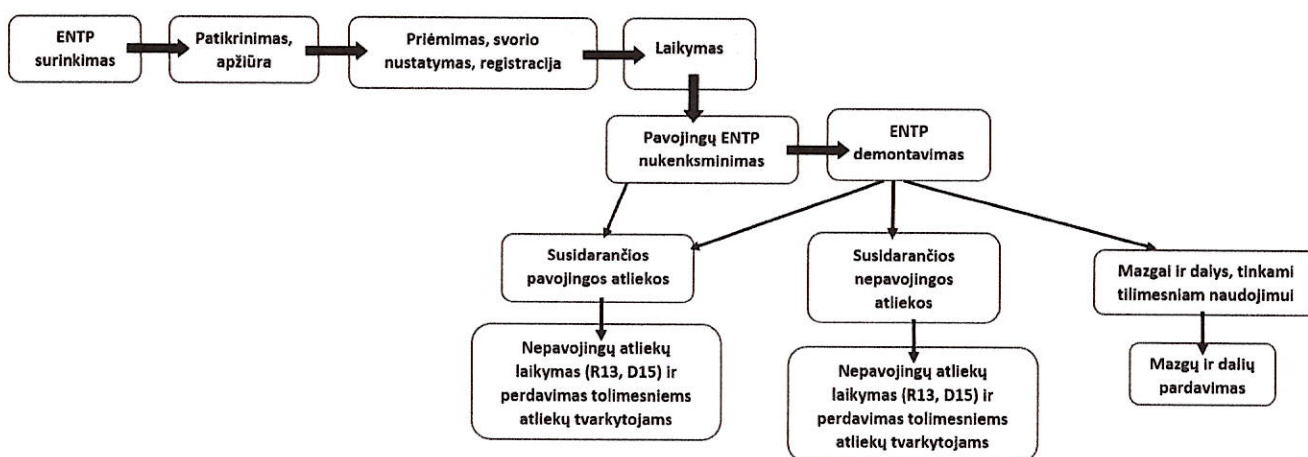 ENTP
surinkimas
Patikrinimas,
apžiūra
Priėmimas, svorio
nustatymas, registracija
Laikymas
Pavojingų ENTP
nukenksminimas
ENTP
demontavimas
Susidarančios
pavojingos atliekos
Susidarančios
nepavojingos
atliekos
Mazgai ir dalys, tinkami
tilimesniam naudojimui
Nepavojingų atliekų
laikymas (R13, D15) ir
perdavimas tolimesniems
atliekų tvarkytojams
Nepavojingų atliekų
laikymas (R13, D15) ir
perdavimas tolimesniems
atliekų tvarkytojams
Mazgų ir dalių
pardavimas